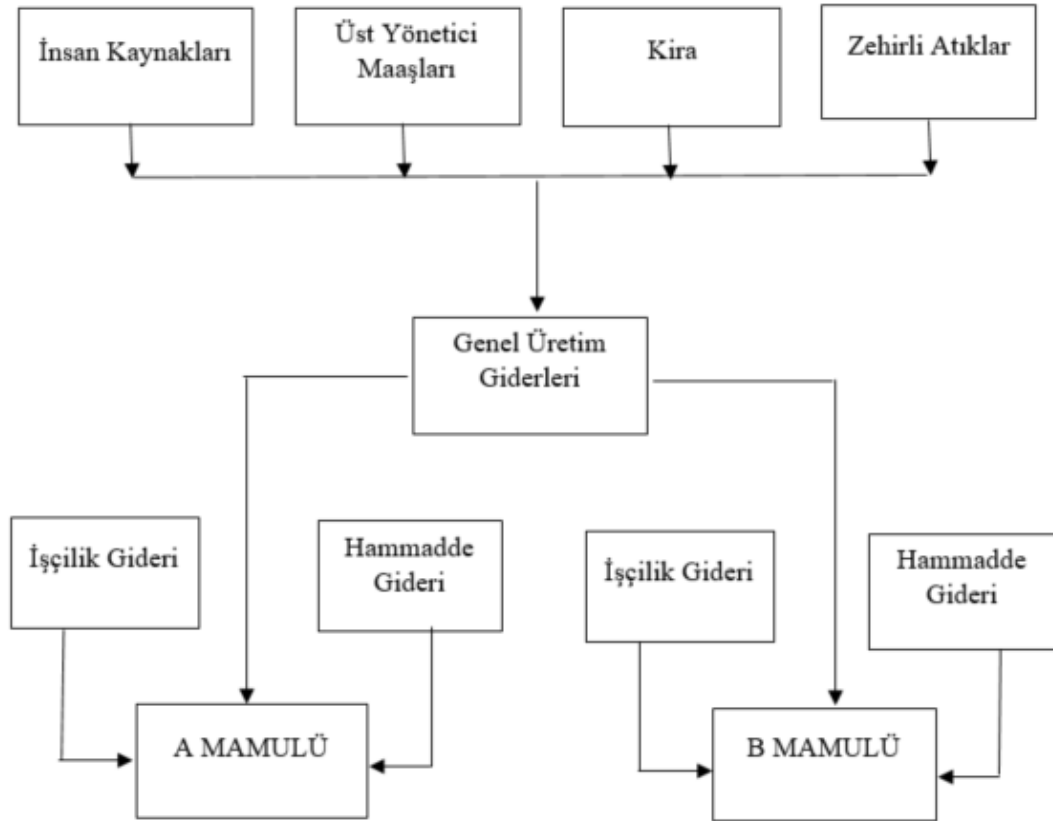 İnsan Kaynakları
Üst Yönetici
Maaşları
Kira
Zehirli Atıklar
Genel Üretim
Giderleri
İşçilik Gideri
Hammadde
Gideri
İşçilik Gideri
Hammadde
Gideri
A MAMULÜ
B MAMULÜ